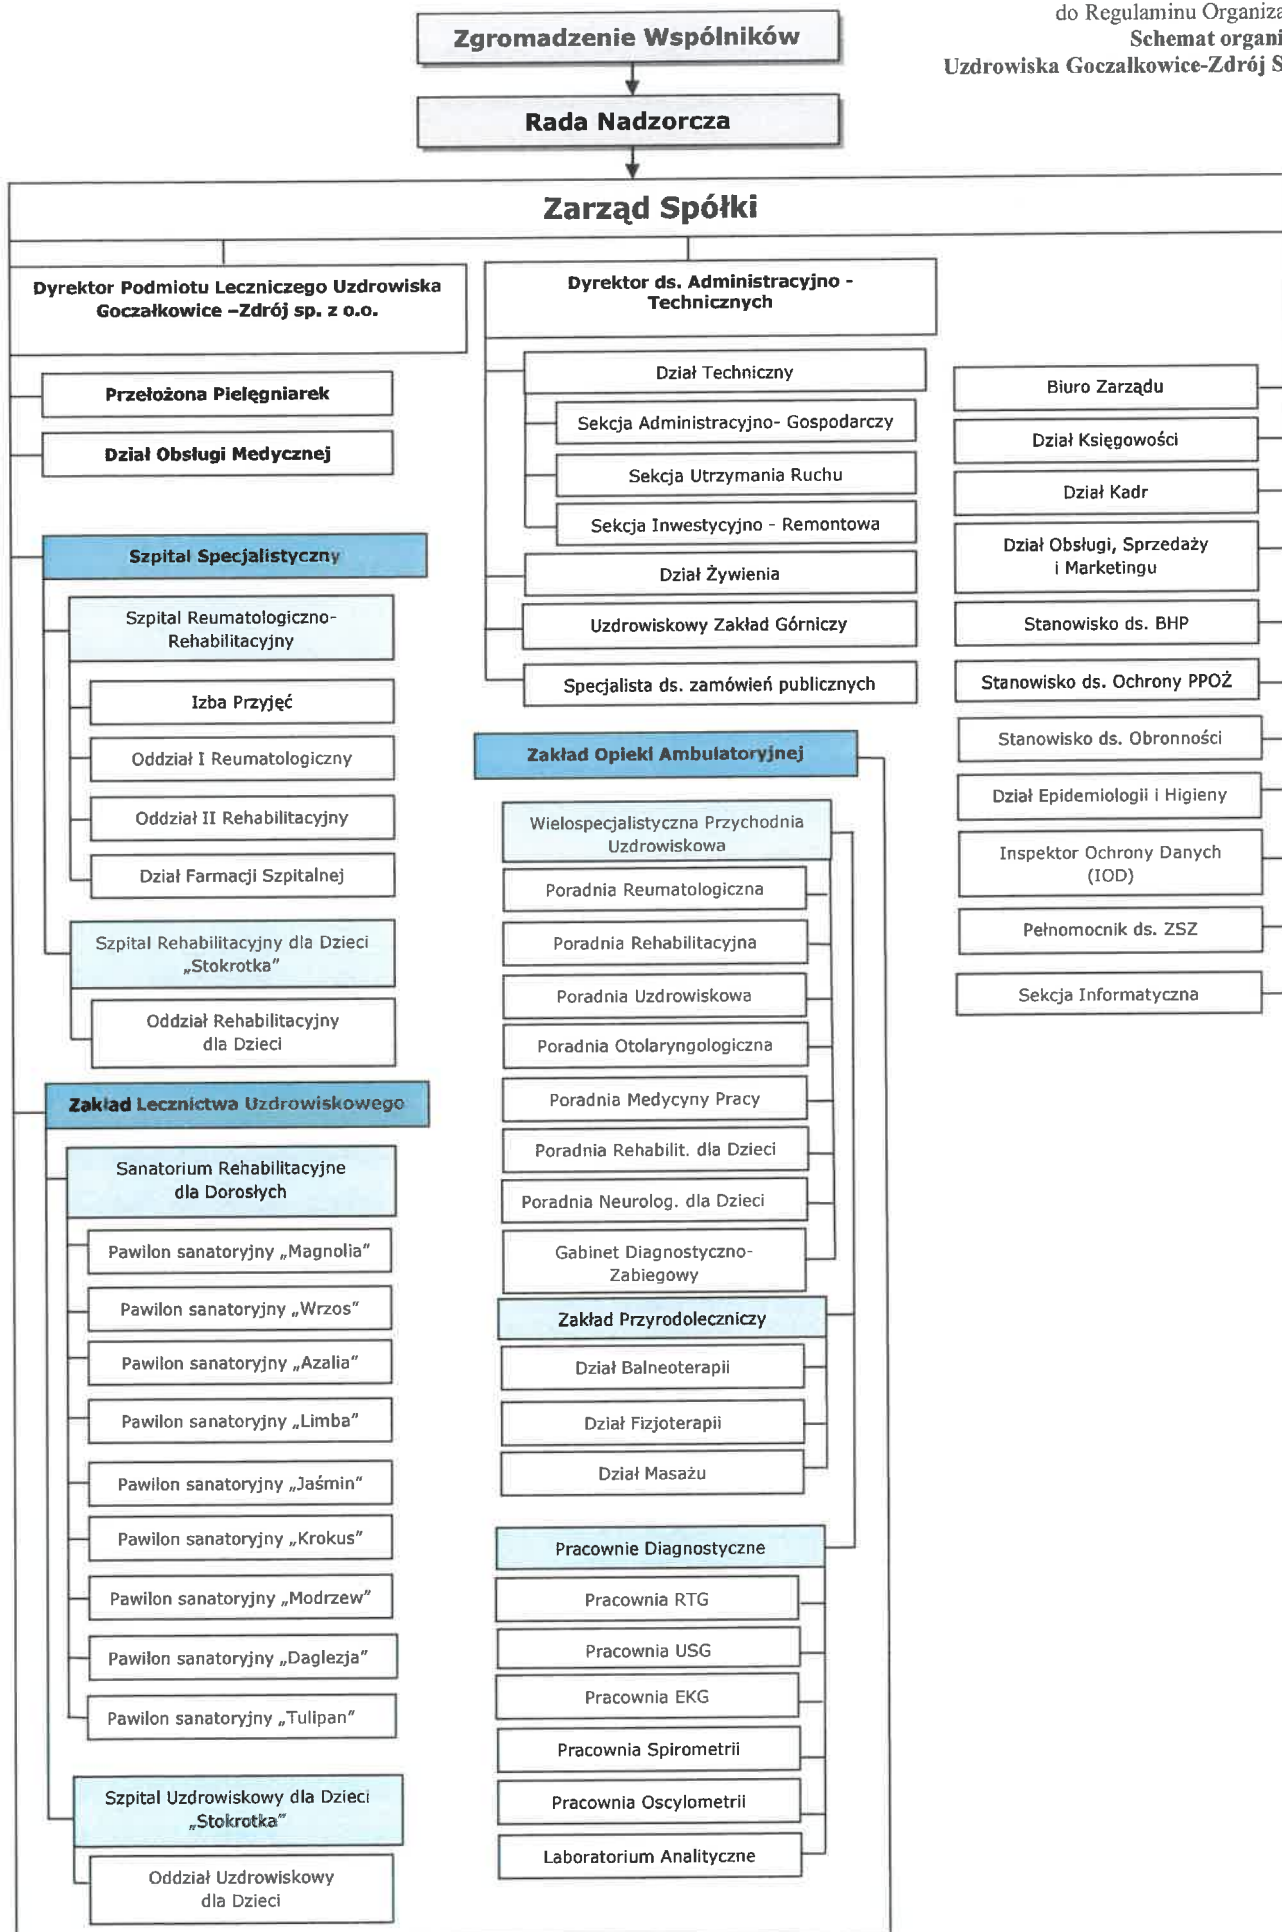 do Regulaminu Organiza
Schemat organi
Uzdrowiska Goczałkowice-Zdrój S
Zgromadzenie Wspólników
Rada Nadzorcza
Zarząd Spółki
Dyrektor Podmiotu Leczniczego Uzdrowiska
Goczałkowice –Zdrój sp. z o.o.
Przełożona Pielęgniarek
Dział Obsługi Medycznej
Szpital Specjalistyczny
Szpital Reumatologiczno-
Rehabilitacyjny
Izba Przyjęć
Oddział I Reumatologiczny
Oddział II Rehabilitacyjny
Dział Farmacji Szpitalnej
Szpital Rehabilitacyjny dla Dzieci
„Stokrotka”
Oddział Rehabilitacyjny
dla Dzieci
Zakład Lecznictwa Uzdrowiskowego
Sanatorium Rehabilitacyjne
dla Dorosłych
Pawilon sanatoryjny „Magnolia”
Pawilon sanatoryjny „Wrzos”
Pawilon sanatoryjny „Azalia”
Pawilon sanatoryjny „Limba”
Pawilon sanatoryjny „Jaśmin”
Pawilon sanatoryjny „Krokus”
Pawilon sanatoryjny „Modrzew”
Pawilon sanatoryjny „Daglezja”
Pawilon sanatoryjny „Tulipan”
Szpital Uzdrowiskowy dla Dzieci
„Stokrotka”
Oddział Uzdrowiskowy
dla Dzieci
Dyrektor ds. Administracyjno -
Technicznych
Dział Techniczny
Sekcja Administracyjno- Gospodarczy
Sekcja Utrzymania Ruchu
Sekcja Inwestycyjno - Remontowa
Dział Żywienia
Uzdrowiskowy Zakład Górniczy
Specjalista ds. zamówień publicznych
Zakład Opieki Ambulatoryjnej
Wielospecjalistyczna Przychodnia
Uzdrowiskowa
Poradnia Reumatologiczna
Poradnia Rehabilitacyjna
Poradnia Uzdrowiskowa
Poradnia Otolaryngologiczna
Poradnia Medycyny Pracy
Poradnia Rehabilit. dla Dzieci
Poradnia Neurolog. dla Dzieci
Gabinet Diagnostyczno-
Zabiegowy
Zakład Przyrodoleczniczy
Dział Balneoterapii
Dział Fizjoterapii
Dział Masażu
Pracownie Diagnostyczne
Pracownia RTG
Pracownia USG
Pracownia EKG
Pracownia Spirometrii
Pracownia Oscylometrii
Laboratorium Analityczne
Biuro Zarządu
Dział Księgowości
Dział Kadr
Dział Obsługi, Sprzedaży
i Marketingu
Stanowisko ds. BHP
Stanowisko ds. Ochrony PPOŻ
Stanowisko ds. Obronności
Dział Epidemiologii i Higieny
Inspektor Ochrony Danych
(IOD)
Pełnomocnik ds. ZSZ
Sekcja Informatyczna